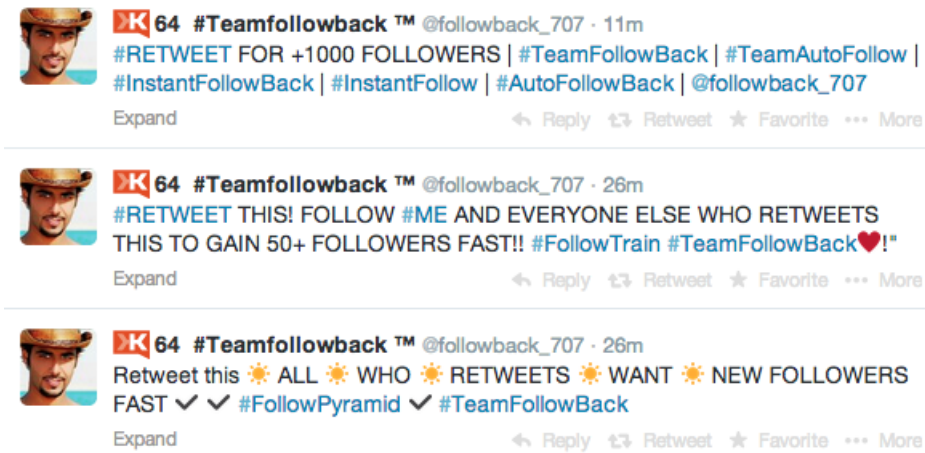 K 64 #Teamfollowback ™ @followback_707 · 11m
#RETWEET FOR +1000 FOLLOWERS | #TeamFollowBack | #TeamAutoFollow |
#InstantFollowBack | #InstantFollow | #AutoFollowBack | @followback_707
Expand Reply Retweet ★ Favorite ••• More
K 64 #Teamfollowback ™ @followback_707 · 26m
#RETWEET THIS! FOLLOW #ME AND EVERYONE ELSE WHO RETWEETS
THIS TO GAIN 50+ FOLLOWERS FAST!! #FollowTrain #TeamFollowBack❤!"
Expand Reply Retweet ★ Favorite ••• More
K 64 #Teamfollowback ™ @followback_707 · 26m
Retweet this ☀ ALL ☀ WHO ☀ RETWEETS ☀ WANT ☀ NEW FOLLOWERS
FAST ✔ ✔ #FollowPyramid ✔ #TeamFollowBack
Expand Reply Retweet ★ Favorite ••• More